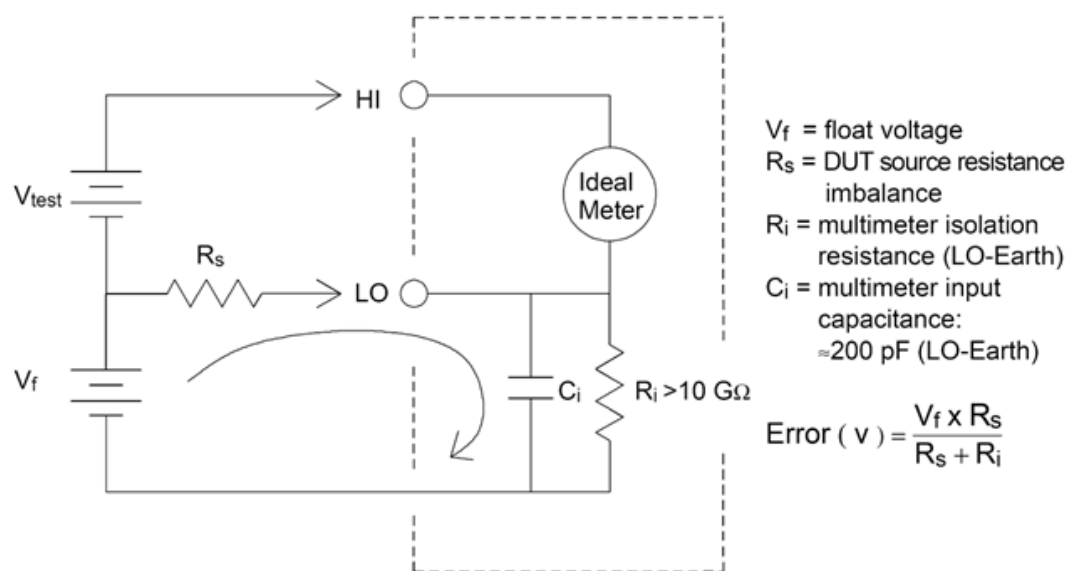 HI
V_test
Ideal
Meter
R_s
LO
V_f
C_i
R_i >10 GΩ
V_f = float voltage
R_s = DUT source resistance
imbalance
R_i = multimeter isolation
resistance (LO-Earth)
C_i = multimeter input
capacitance:
≈200 pF (LO-Earth)
Error ( v ) = V_f x R_s / R_s + R_i